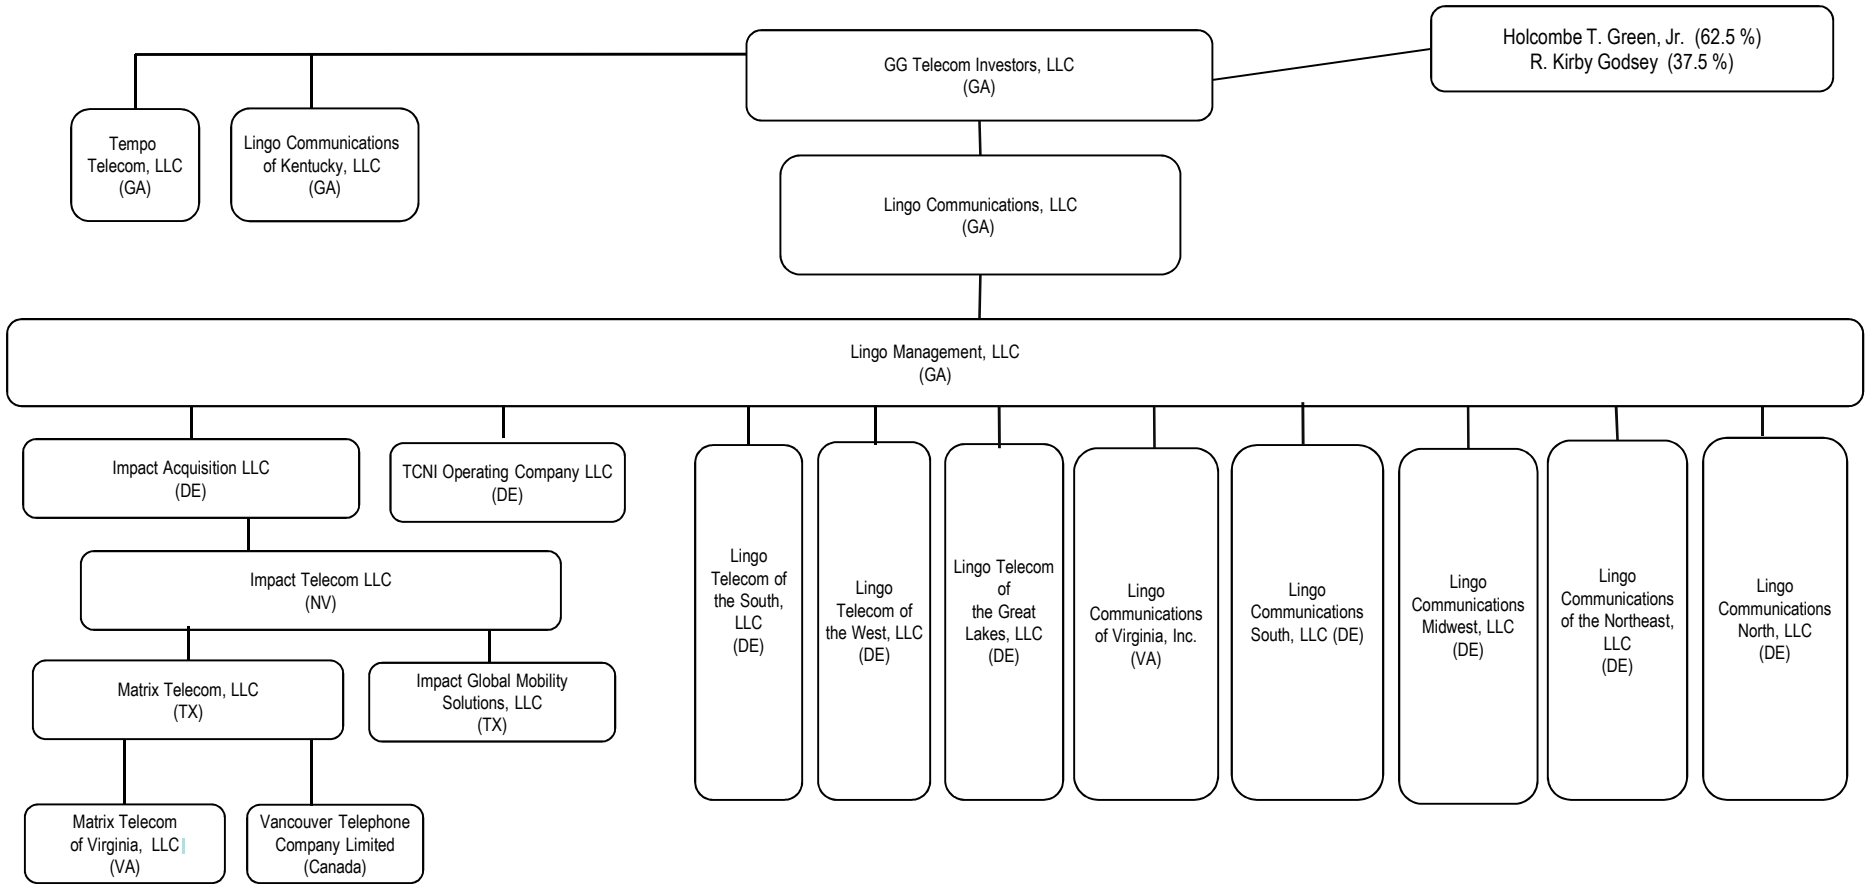 Holcombe T. Green, Jr. (62.5 %)
R. Kirby Godsey (37.5 %)
GG Telecom Investors, LLC
(GA)
Tempo
Telecom, LLC
(GA)
Lingo Communications
of Kentucky, LLC
(GA)
Lingo Communications, LLC
(GA)
Lingo Management, LLC
(GA)
Impact Acquisition LLC
(DE)
TCNI Operating Company LLC
(DE)
Impact Telecom LLC
(NV)
Matrix Telecom, LLC
(TX)
Impact Global Mobility
Solutions, LLC
(TX)
Matrix Telecom
of Virginia, LLC
(VA)
Vancouver Telephone
Company Limited
(Canada)
Lingo
Telecom of
the South,
LLC
(DE)
Lingo
Telecom of
the West, LLC
(DE)
Lingo Telecom
of
the Great
Lakes, LLC
(DE)
Lingo
Communications
of Virginia, Inc.
(VA)
Lingo
Communications
South, LLC (DE)
Lingo
Communications
Midwest, LLC
(DE)
Lingo
Communications
of the Northeast,
LLC
(DE)
Lingo
Communications
North, LLC
(DE)